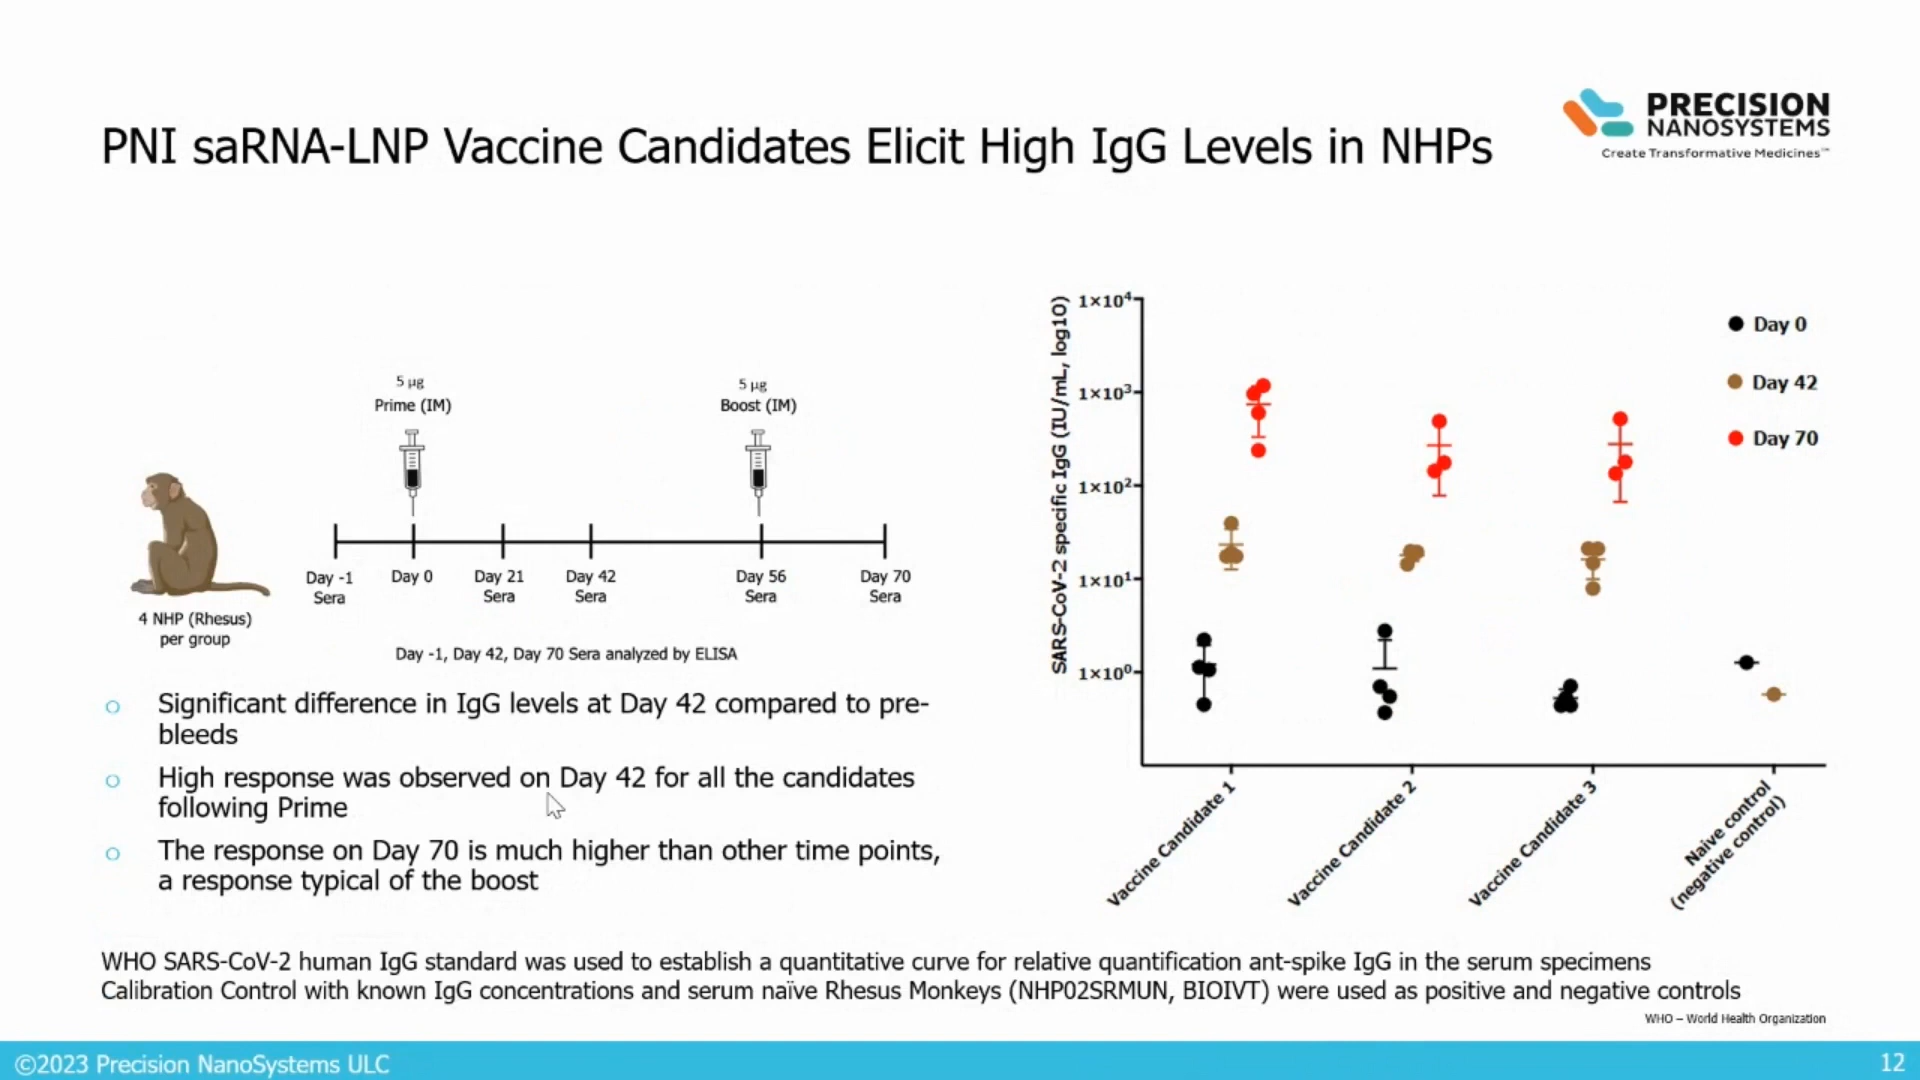 PNI saRNA-LNP Vaccine Candidates Elicit High IgG Levels in NHPs
PRECISION
NANOSYSTEMS
Create Transformative Medicines™
5 µg
Prime (IM)
5 µg
Boost (IM)
Day -1
Sera
Day 0
Day 21
Sera
Day 42
Sera
Day 56
Sera
Day 70
Sera
4 NHP (Rhesus)
per group
Day -1, Day 42, Day 70 Sera analyzed by ELISA
Significant difference in IgG levels at Day 42 compared to pre-
bleeds
High response was observed on Day 42 for all the candidates
following Prime
The response on Day 70 is much higher than other time points,
a response typical of the boost
SARS-CoV-2 specific IgG (IU/mL, log10)
1×10⁴
1×10³
1×10²
1×10¹
1×10⁰
Day 0
Day 42
Day 70
Vaccine Candidate 1
Vaccine Candidate 2
Vaccine Candidate 3
Naive control
(negative control)
WHO SARS-CoV-2 human IgG standard was used to establish a quantitative curve for relative quantification ant-spike IgG in the serum specimens
Calibration Control with known IgG concentrations and serum naïve Rhesus Monkeys (NHP02SRMUN, BIOIVT) were used as positive and negative controls
WHO – World Health Organization
©2023 Precision NanoSystems ULC
12